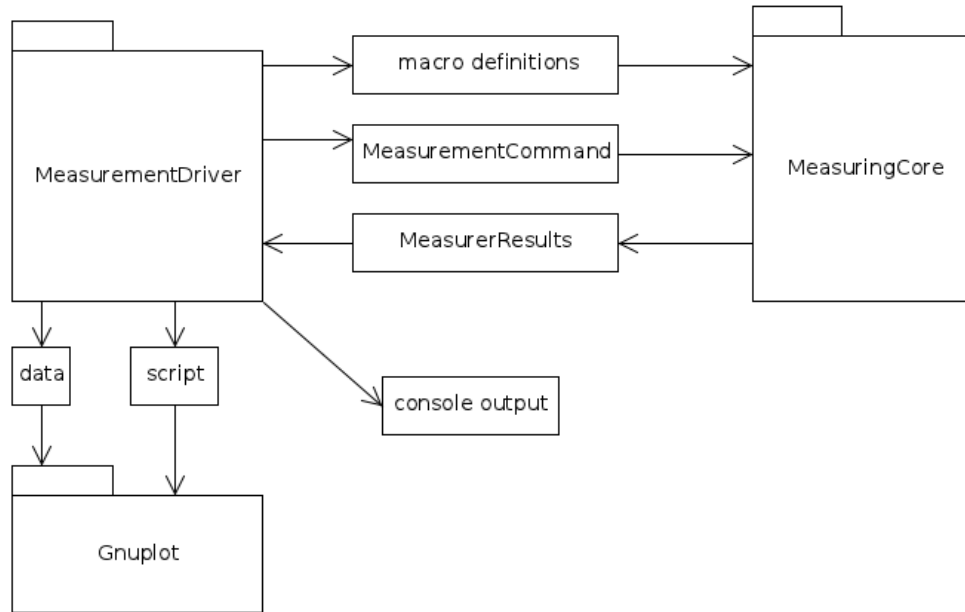 macro definitions
MeasurementDriver
MeasurementCommand
MeasuringCore
MeasurerResults
data
script
console output
Gnuplot